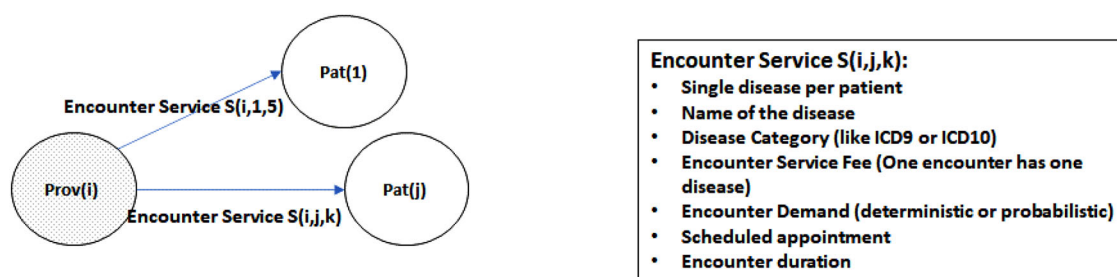 Pat(1)
Encounter Service S(i,1,5)
Prov(i)
Pat(j)
Encounter Service S(i,j,k)
Encounter Service S(i,j,k):
• Single disease per patient
• Name of the disease
• Disease Category (like ICD9 or ICD10)
• Encounter Service Fee (One encounter has one
disease)
• Encounter Demand (deterministic or probabilistic)
• Scheduled appointment
• Encounter duration